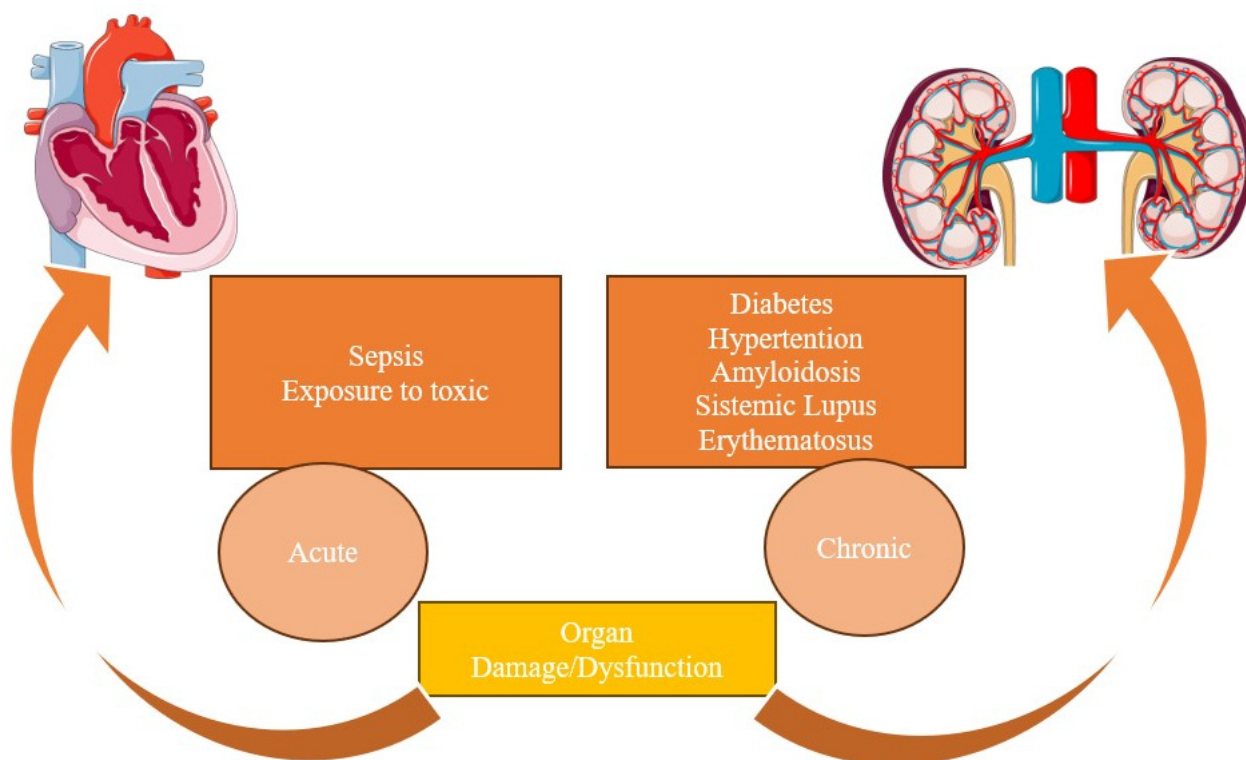 Sepsis
Exposure to toxic
Diabetes
Hypertention
Amyloidosis
Sistemic Lupus
Erythematosus
Acute
Chronic
Organ
Damage/Dysfunction